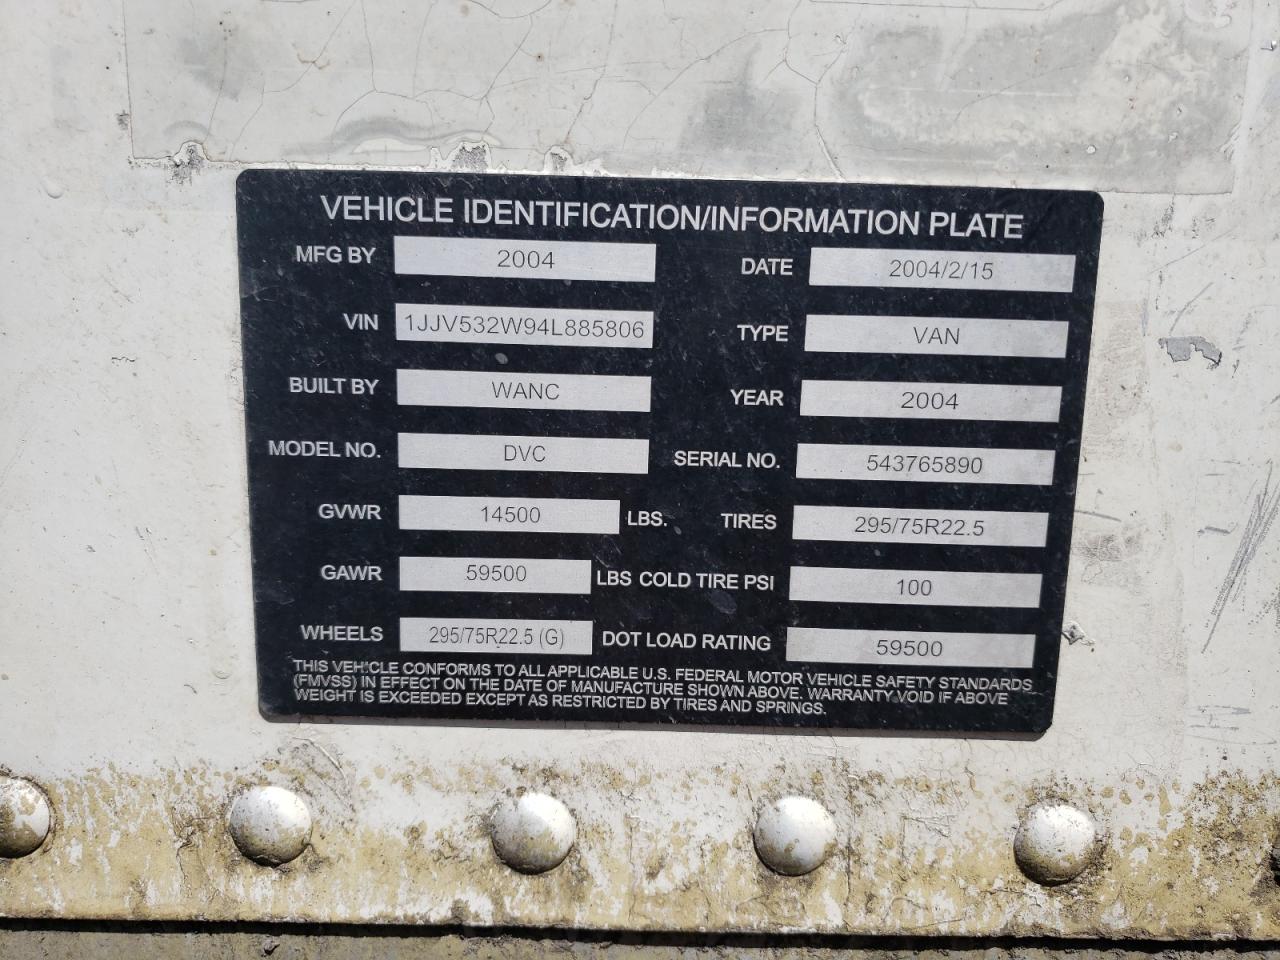 VEHICLE IDENTIFICATION/INFORMATION PLATE
MFG BY 2004 DATE 2004/2/15
VIN 1JJV532W94L885806 TYPE VAN
BUILT BY WANC YEAR 2004
MODEL NO. DVC SERIAL NO. 543765890
GVWR 14500 LBS. TIRES 295/75R22.5
GAWR 59500 LBS COLD TIRE PSI 100
WHEELS 295/75R22.5 (G) DOT LOAD RATING 59500
THIS VEHICLE CONFORMS TO ALL APPLICABLE U.S. FEDERAL MOTOR VEHICLE SAFETY STANDARDS
(FMVSS) IN EFFECT ON THE DATE OF MANUFACTURE SHOWN ABOVE. WARRANTY VOID IF ABOVE
WEIGHT IS EXCEEDED EXCEPT AS RESTRICTED BY TIRES AND SPRINGS.